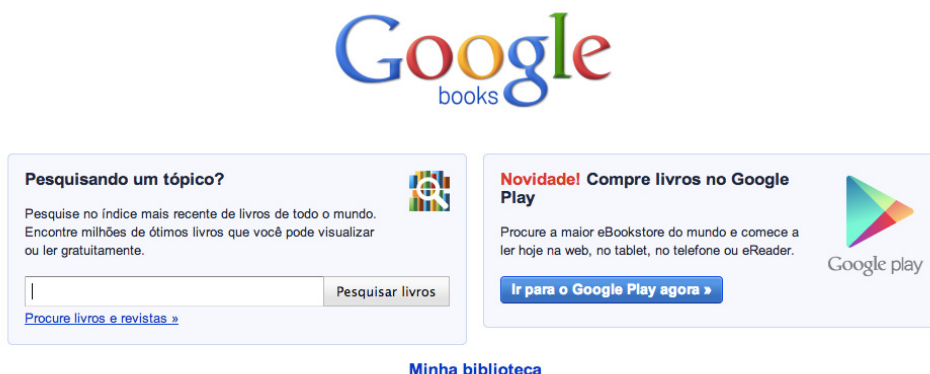 Google
books
Pesquisando um tópico?
Pesquise no índice mais recente de livros de todo o mundo.
Encontre milhões de ótimos livros que você pode visualizar
ou ler gratuitamente.
Pesquisar livros
Procure livros e revistas »
Novidade! Compre livros no Google
Play
Procure a maior eBookstore do mundo e comece a
ler hoje na web, no tablet, no telefone ou eReader.
Ir para o Google Play agora »
Google play
Minha biblioteca